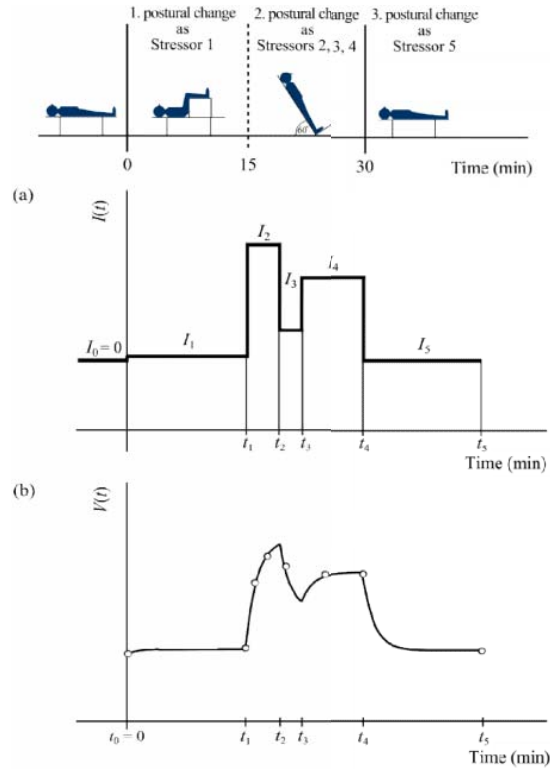 1. postural change 2. postural change 3. postural change
as as as
Stressor 1 Stressors 2, 3, 4 Stressor 5
60
0 15 30 Time (min)
(a)
I(t)
I2
I3
I4
I0 = 0 I1 I5
t1 t2 t3 t4 t5
Time (min)
(b)
V(t)
t0 = 0 t1 t2 t3 t4 t5
Time (min)